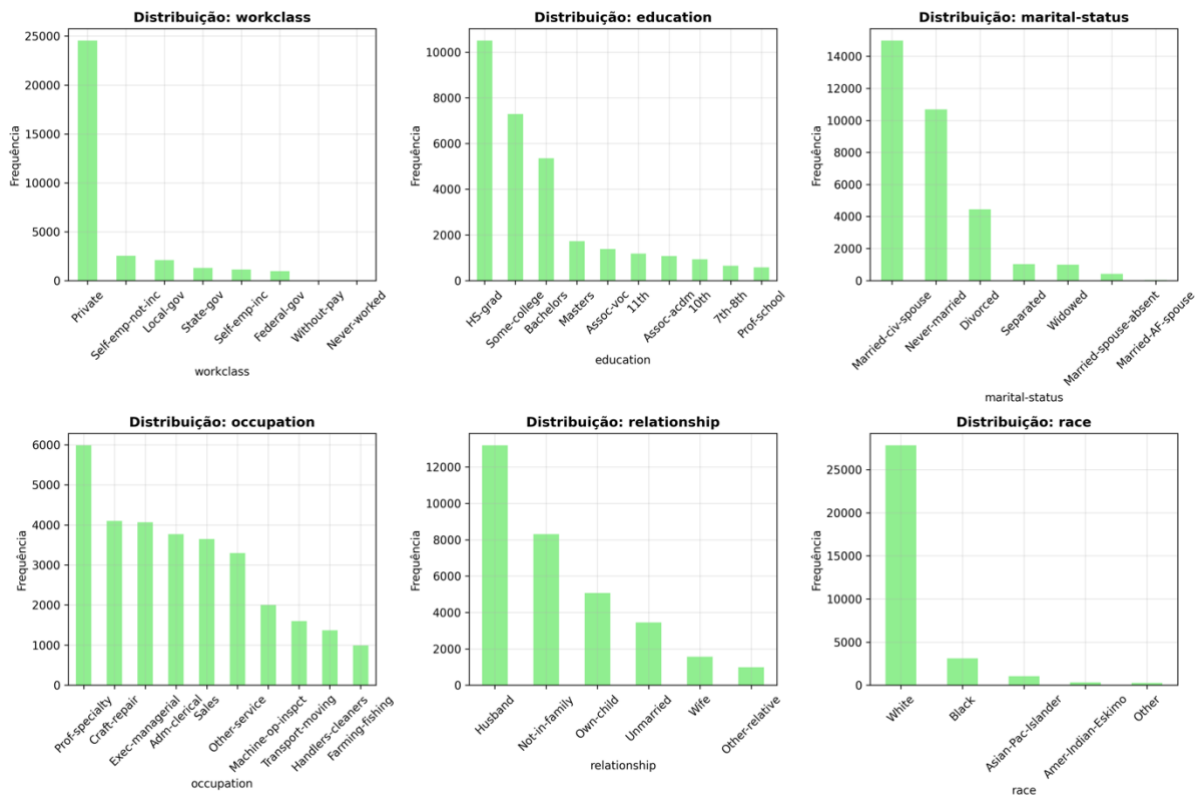 Distribuição: workclass
Frequência
25000
20000
15000
10000
5000
0
Private
Self-emp-not-inc
Local-gov
State-gov
Self-emp-inc
Federal-gov
Without-pay
Never-worked
workclass
Distribuição: education
Frequência
10000
8000
6000
4000
2000
0
HS-grad
Some-college
Bachelors
Masters
Assoc-voc
11th
Assoc-acdm
10th
7th-8th
Prof-school
education
Distribuição: marital-status
Frequência
14000
12000
10000
8000
6000
4000
2000
0
Married-civ-spouse
Never-married
Divorced
Separated
Widowed
Married-spouse-absent
Married-AF-spouse
marital-status
Distribuição: occupation
Frequência
6000
5000
4000
3000
2000
1000
0
Prof-specialty
Craft-repair
Exec-managerial
Adm-clerical
Sales
Other-service
Machine-op-inspct
Transport-moving
Handlers-cleaners
Farming-fishing
occupation
Distribuição: relationship
Frequência
12000
10000
8000
6000
4000
2000
0
Husband
Not-in-family
Own-child
Unmarried
Wife
Other-relative
relationship
Distribuição: race
Frequência
25000
20000
15000
10000
5000
0
White
Black
Asian-Pac-Islander
Amer-Indian-Eskimo
Other
race